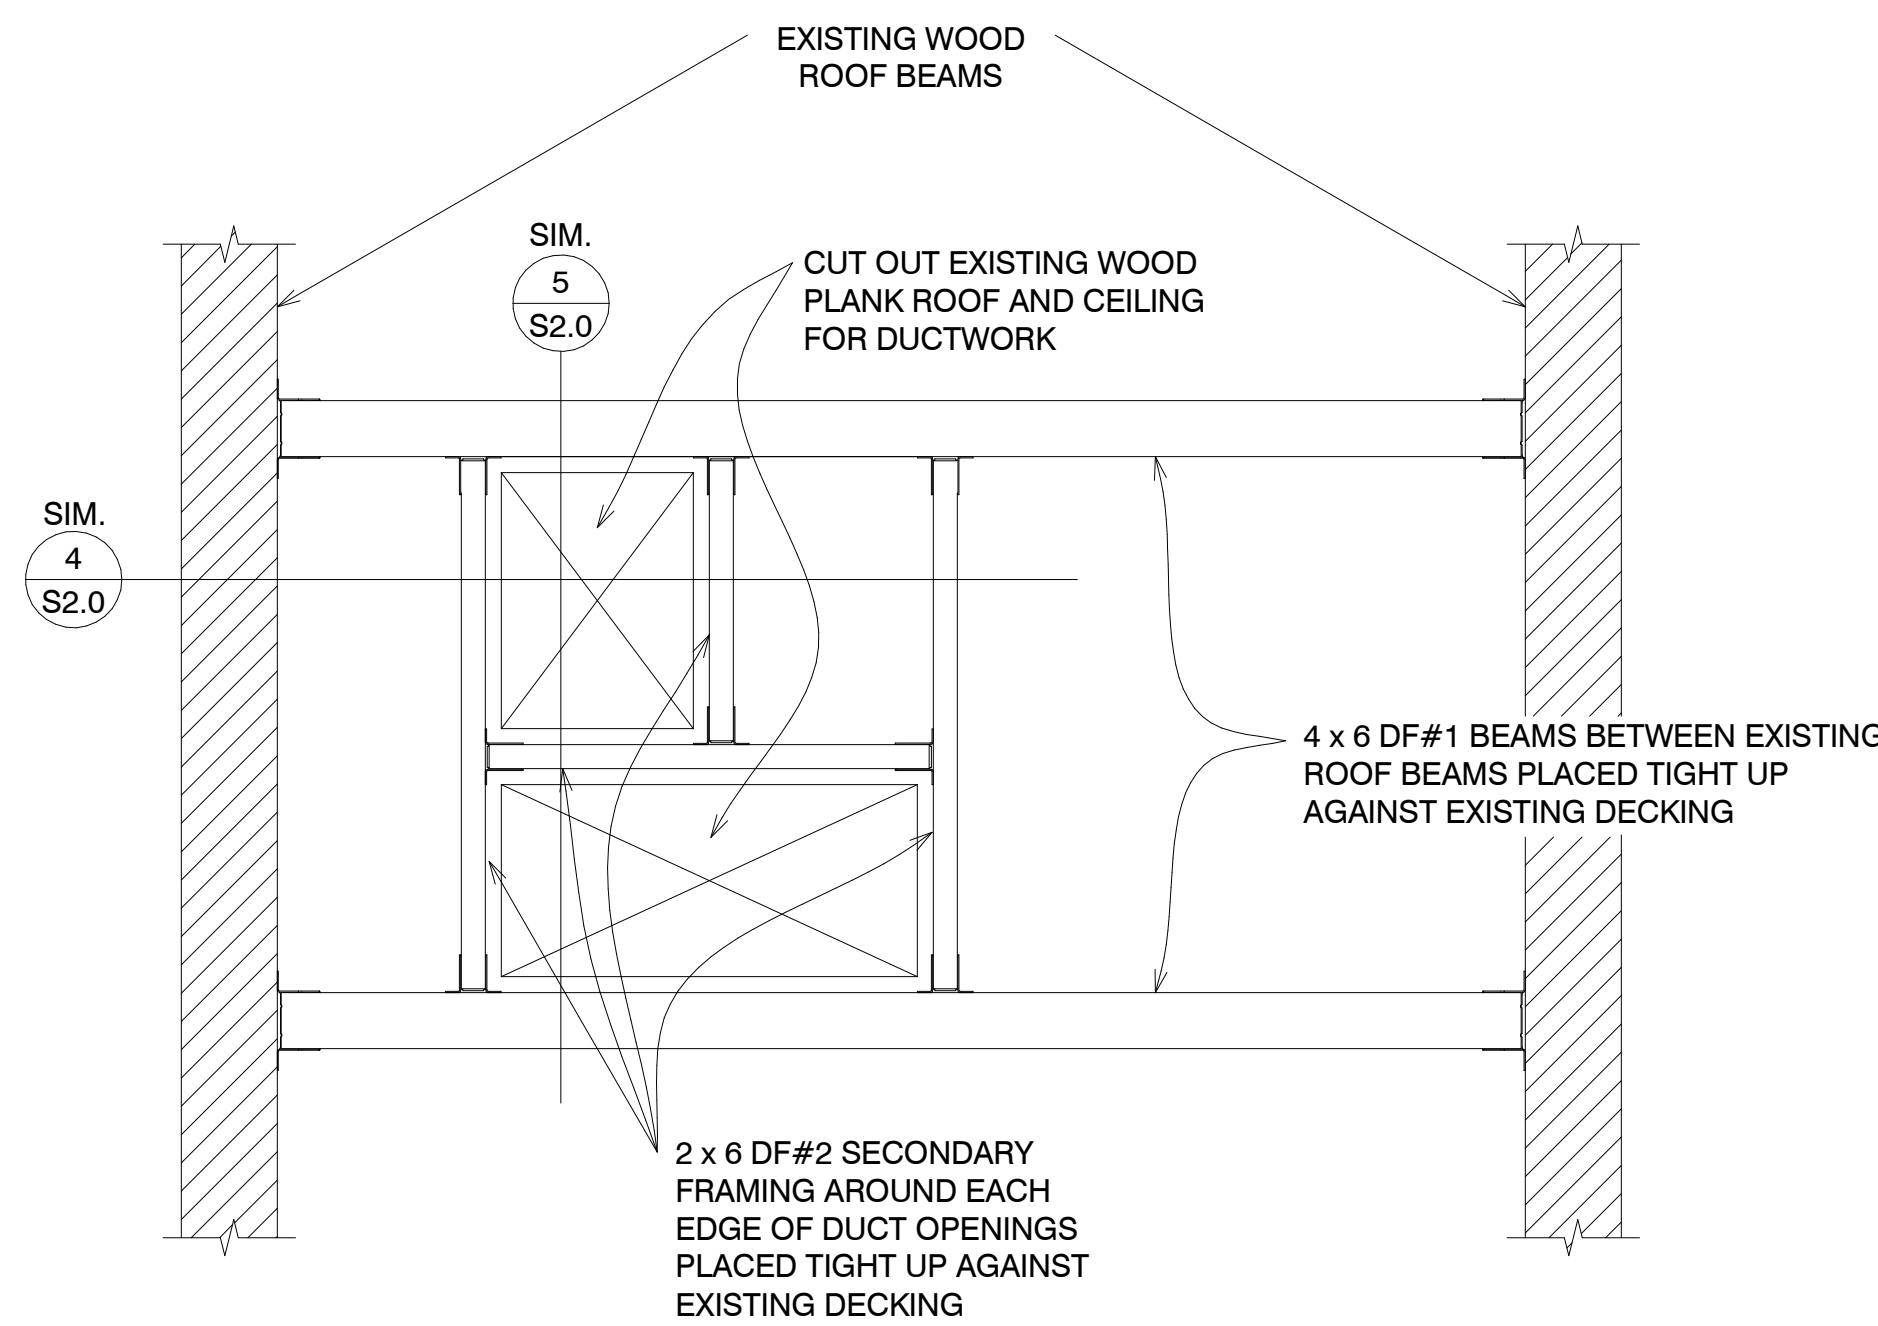 EXISTING WOOD
ROOF BEAMS
SIM.
5
S2.0
CUT OUT EXISTING WOOD
PLANK ROOF AND CEILING
FOR DUCTWORK
SIM.
4
S2.0
4 x 6 DF#1 BEAMS BETWEEN EXISTING
ROOF BEAMS PLACED TIGHT UP
AGAINST EXISTING DECKING
2 x 6 DF#2 SECONDARY
FRAMING AROUND EACH
EDGE OF DUCT OPENINGS
PLACED TIGHT UP AGAINST
EXISTING DECKING